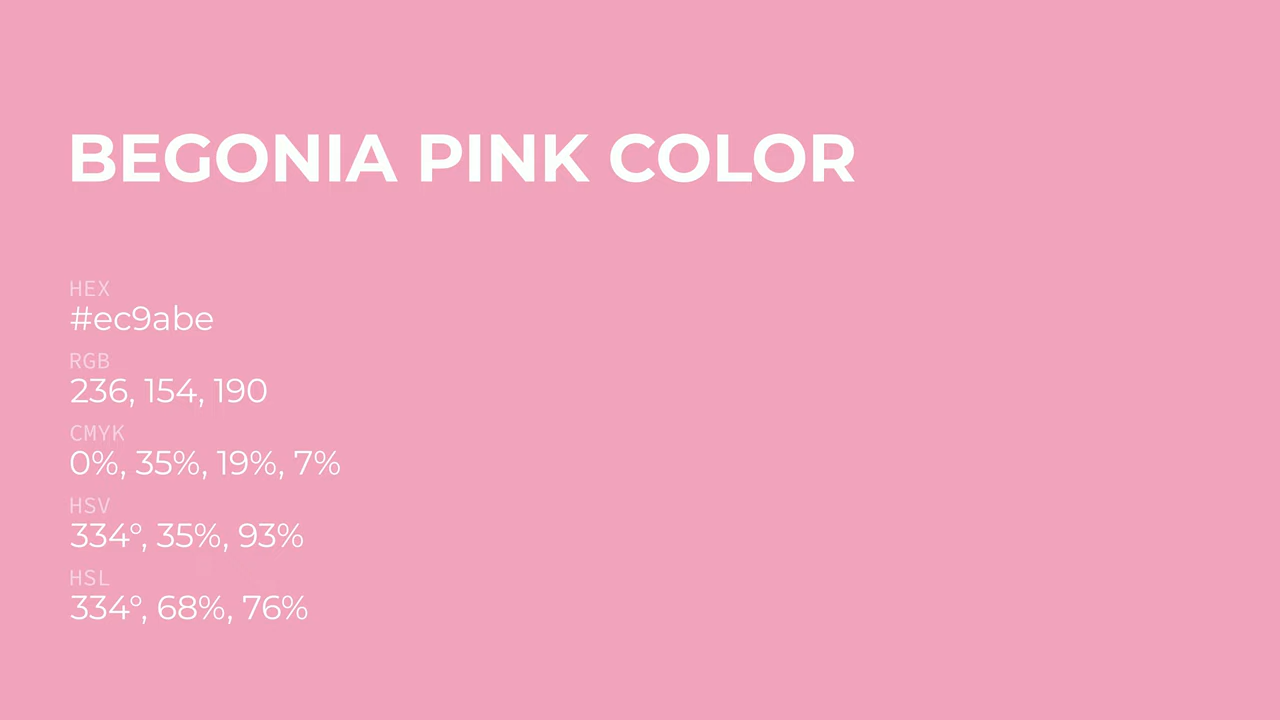 BEGONIA PINK COLOR
HEX
#ec9abe
RGB
236, 154, 190
CMYK
0%, 35%, 19%, 7%
HSV
334°, 35%, 93%
HSL
334°, 68%, 76%